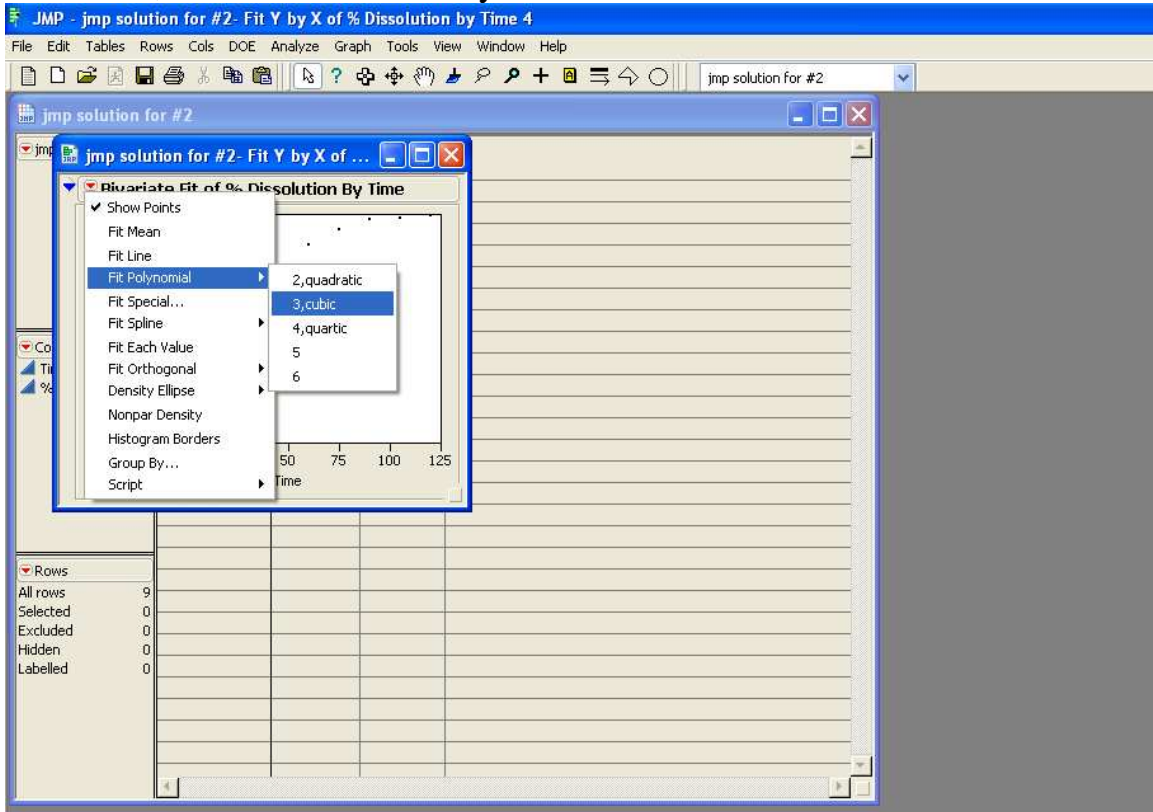 JMP - jmp solution for #2- Fit Y by X of % Dissolution by Time 4
File Edit Tables Rows Cols DOE Analyze Graph Tools View Window Help
jmp solution for #2
jmp solution for #2
jmp solution for #2- Fit Y by X of ...
Bivariate Fit of % Dissolution By Time
Show Points
Fit Mean
Fit Line
Fit Polynomial
Fit Special...
Fit Spline
Fit Each Value
Fit Orthogonal
Density Ellipse
Nonpar Density
Histogram Borders
Group By...
Script
2,quadratic
3,cubic
4,quartic
5
6
50 75 100 125
Time
Rows
All rows 9
Selected 0
Excluded 0
Hidden 0
Labelled 0